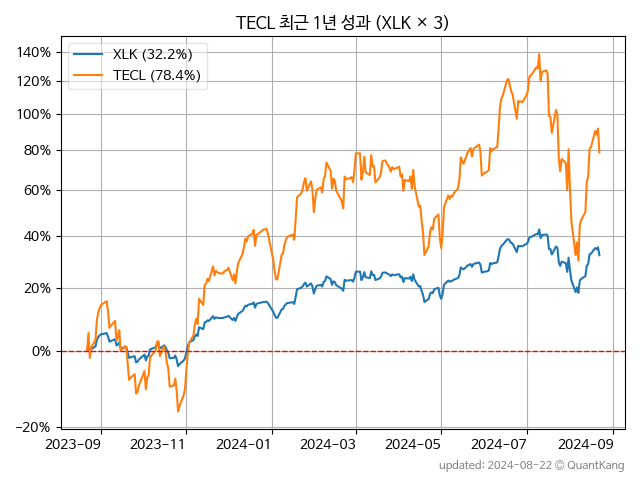 TECL 최근 1년 성과 (XLK × 3)
XLK (32.2%)
TECL (78.4%)
140%
120%
100%
80%
60%
40%
20%
0%
−20%
2023-09 2023-11 2024-01 2024-03 2024-05 2024-07 2024-09
updated: 2024-08-22 © QuantKang